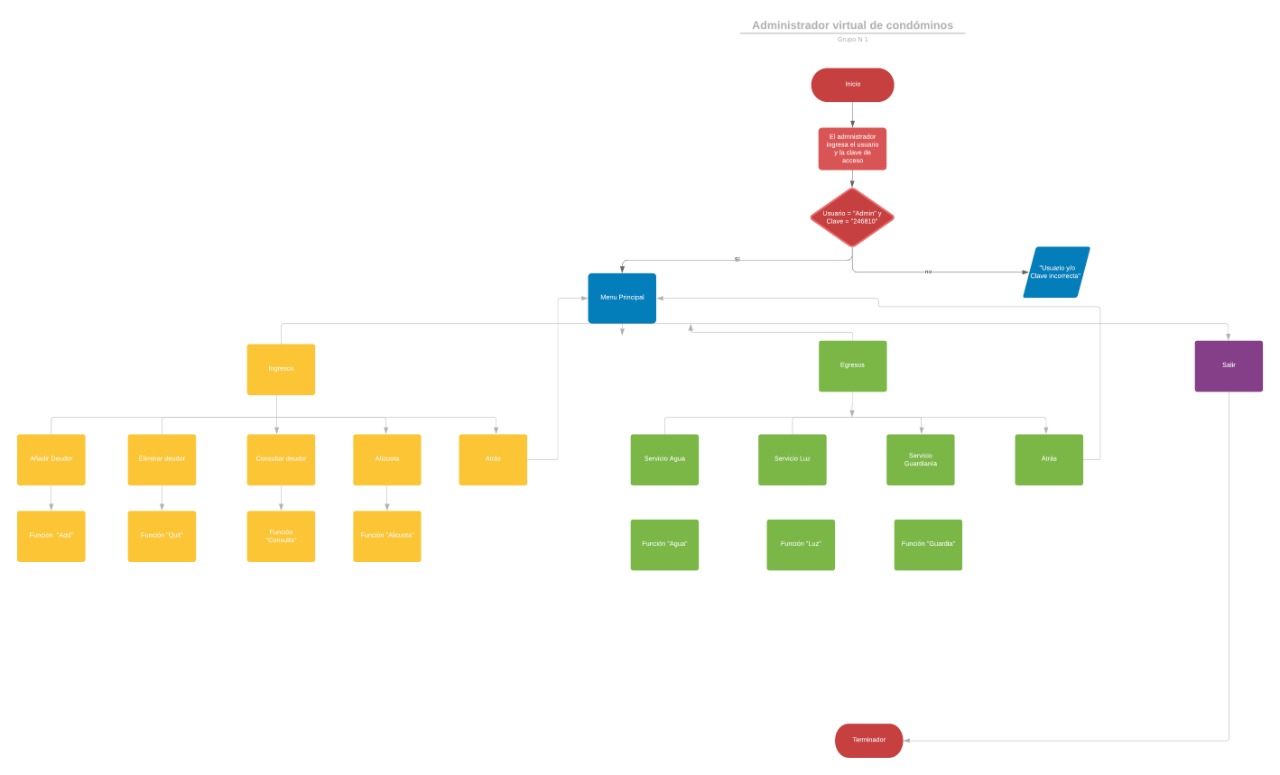 Administrador virtual de condóminos
Grupo N 1
Inicio
El admnistrador
ingresa el usuario
y la clave de
acceso
Usuario = "Admin" y
Clave = "246810"
si
no
"Usuario y/o
Clave incorrecta"
Menu Principal
Ingresos
Egresos
Salir
Añadir Deudor
Eliminar deudor
Consultar deudor
Alicuota
Atrás
Servicio Agua
Servicio Luz
Servicio
Guardianía
Atrás
Función "Add"
Función "Quit"
Función
"Consulta"
Función "Alicuota"
Función "Agua"
Función "Luz"
Función "Guardia"
Terminador